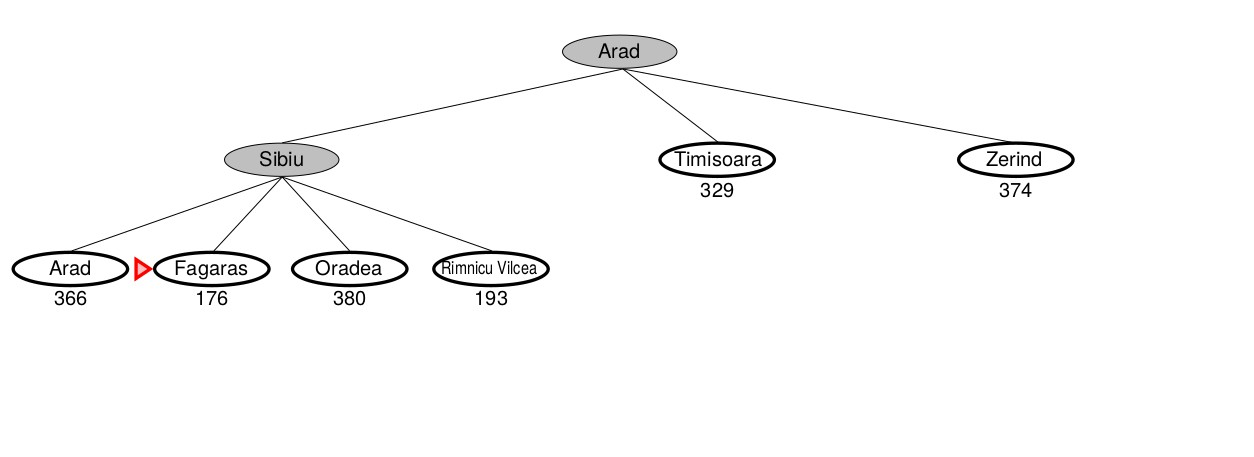 Arad
Sibiu
Timisoara
Zerind
329
374
Arad
Fagaras
Oradea
Rimnicu Vilcea
366
176
380
193